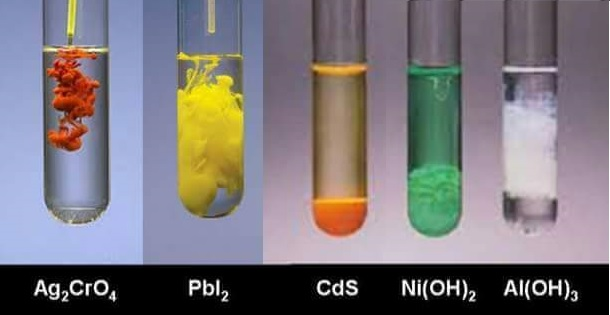 Ag₂CrO₄ PbI₂ CdS Ni(OH)₂ Al(OH)₃